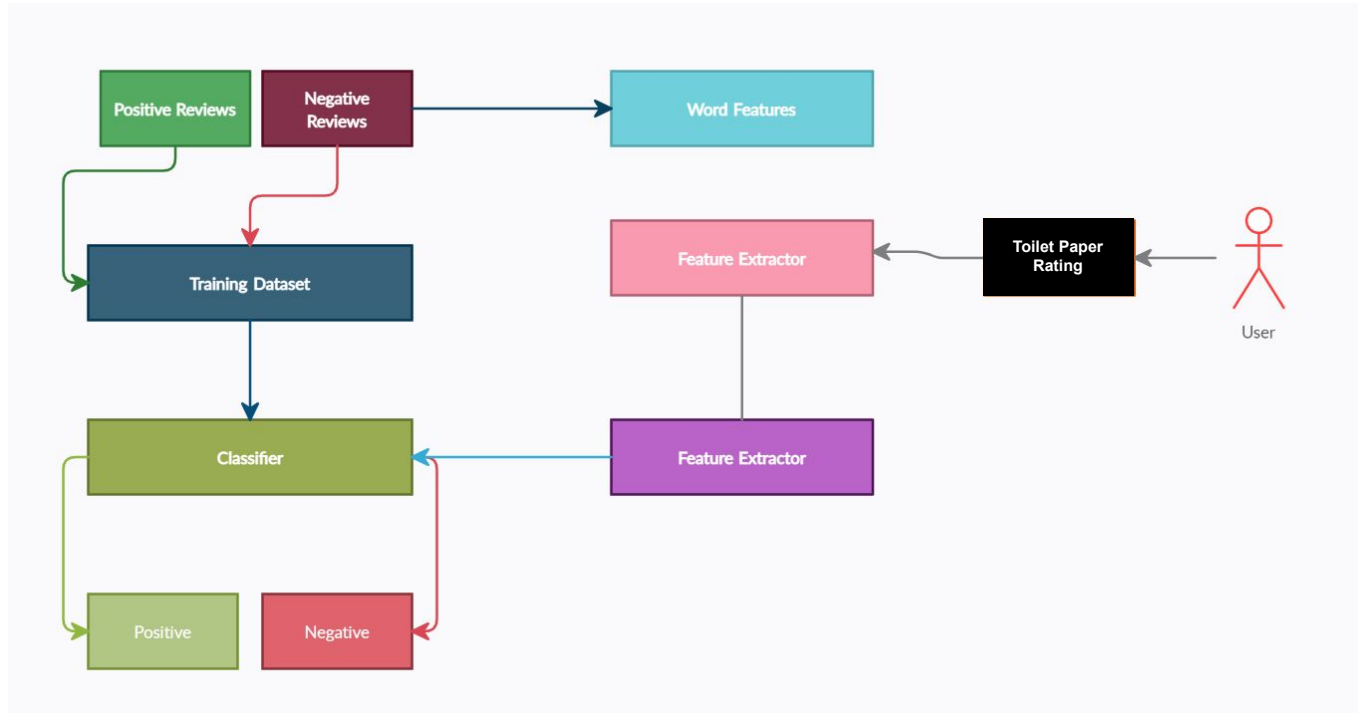 Positive Reviews
Negative
Reviews
Word Features
Feature Extractor
Toilet Paper
Rating
User
Training Dataset
Classifier
Feature Extractor
Positive
Negative